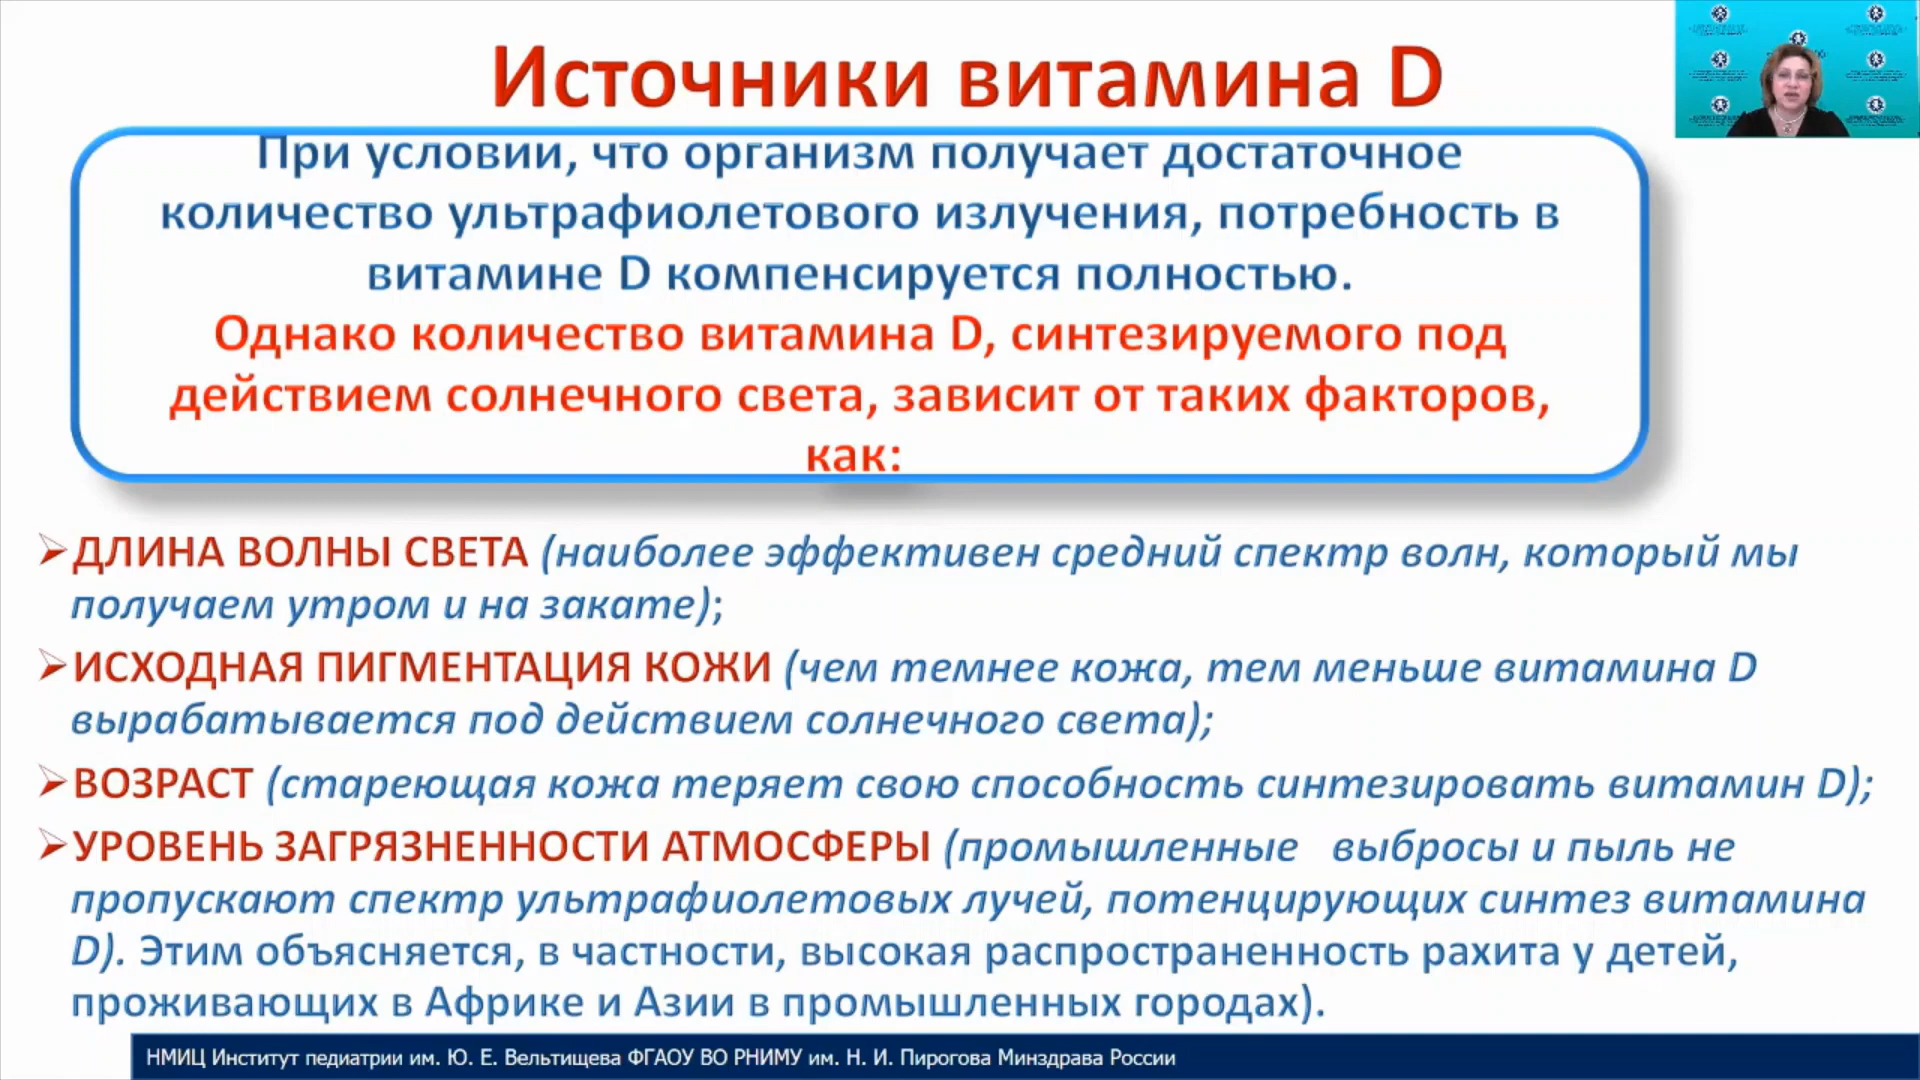 Источники витамина D
При условии, что организм получает достаточное
количество ультрафиолетового излучения, потребность в
витамине D компенсируется полностью.
Однако количество витамина D, синтезируемого под
действием солнечного света, зависит от таких факторов,
как:
➢ДЛИНА ВОЛНЫ СВЕТА (наиболее эффективен средний спектр волн, который мы
получаем утром и на закате);
➢ИСХОДНАЯ ПИГМЕНТАЦИЯ КОЖИ (чем темнее кожа, тем меньше витамина D
вырабатывается под действием солнечного света);
➢ВОЗРАСТ (стареющая кожа теряет свою способность синтезировать витамин D);
➢УРОВЕНЬ ЗАГРЯЗНЕННОСТИ АТМОСФЕРЫ (промышленные выбросы и пыль не
пропускают спектр ультрафиолетовых лучей, потенцирующих синтез витамина
D). Этим объясняется, в частности, высокая распространенность рахита у детей,
проживающих в Африке и Азии в промышленных городах).
НМИЦ Институт педиатрии им. Ю. Е. Вельтищева ФГАОУ ВО РНИМУ им. Н. И. Пирогова Минздрава России